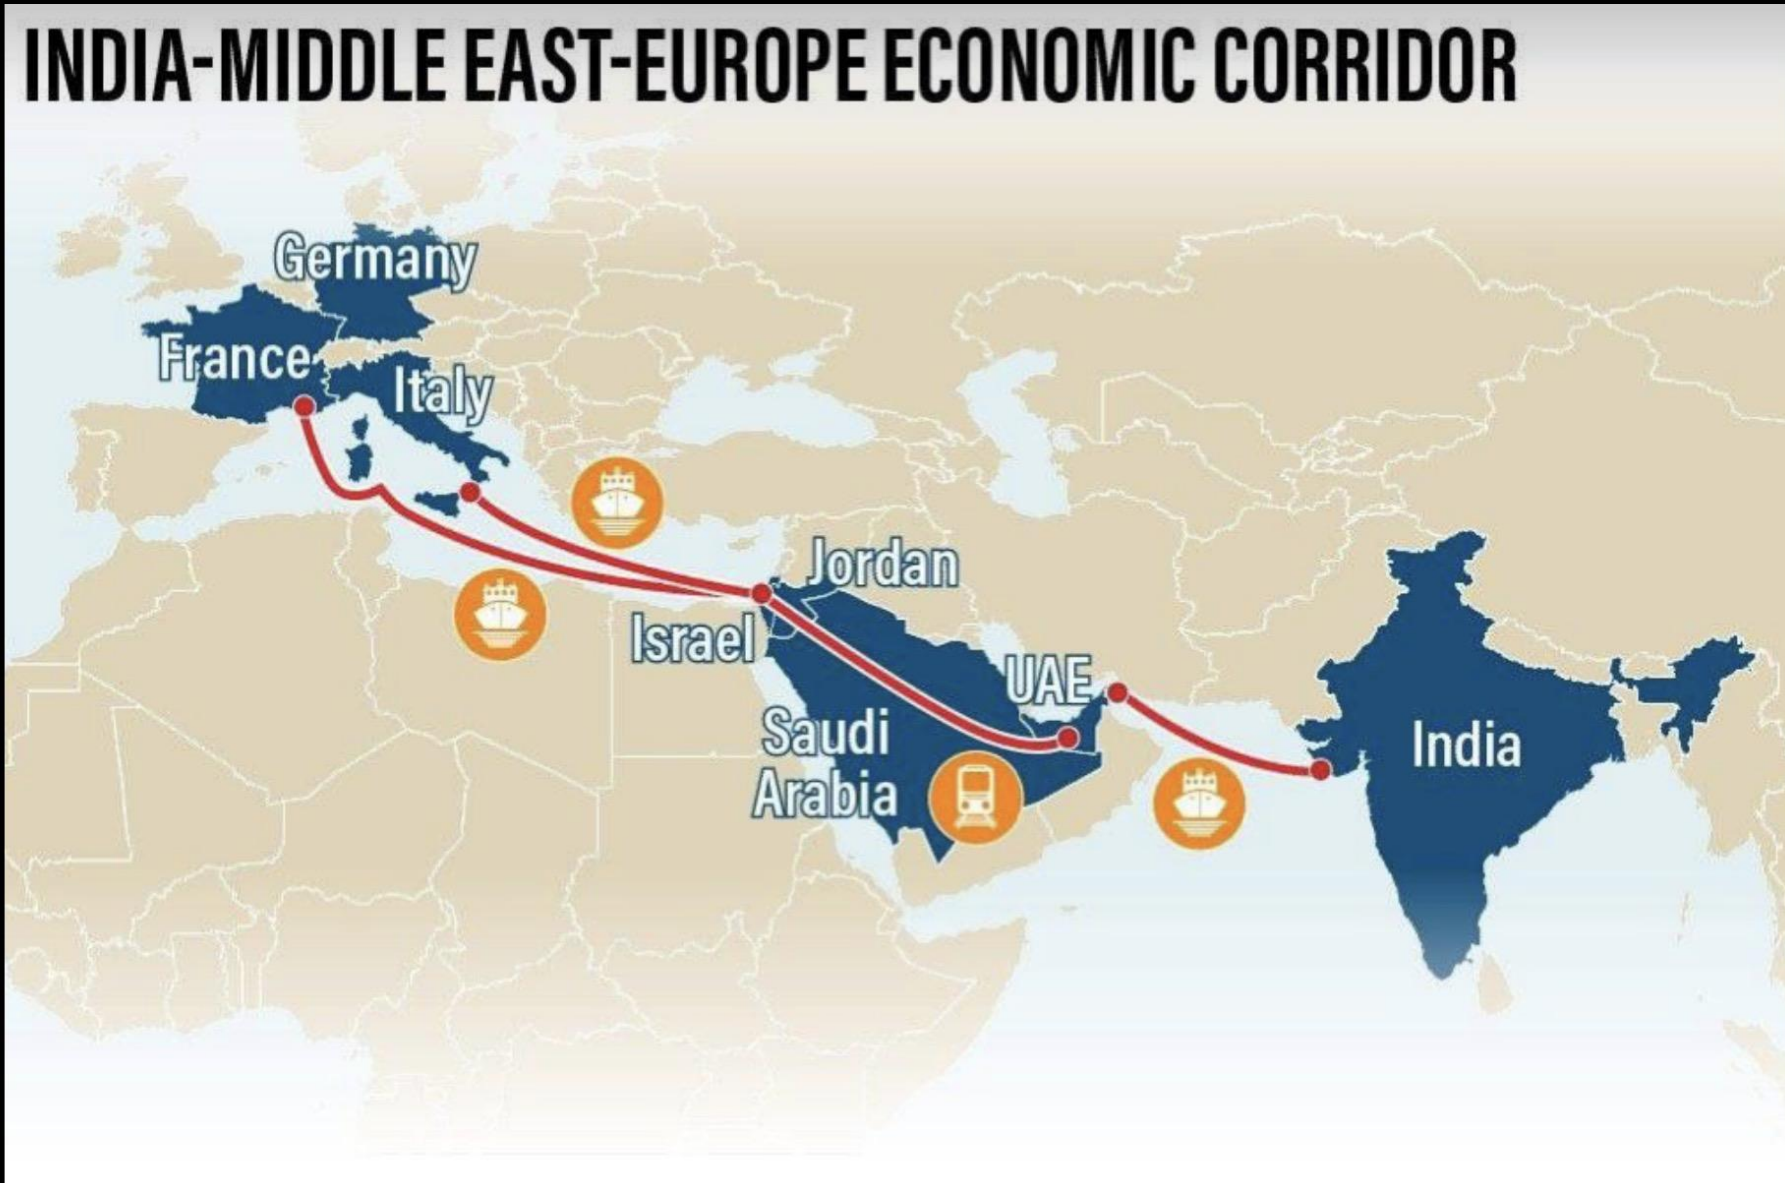 INDIA-MIDDLE EAST-EUROPE ECONOMIC CORRIDOR
Germany
France
Italy
Jordan
Israel
UAE
Saudi
Arabia
India